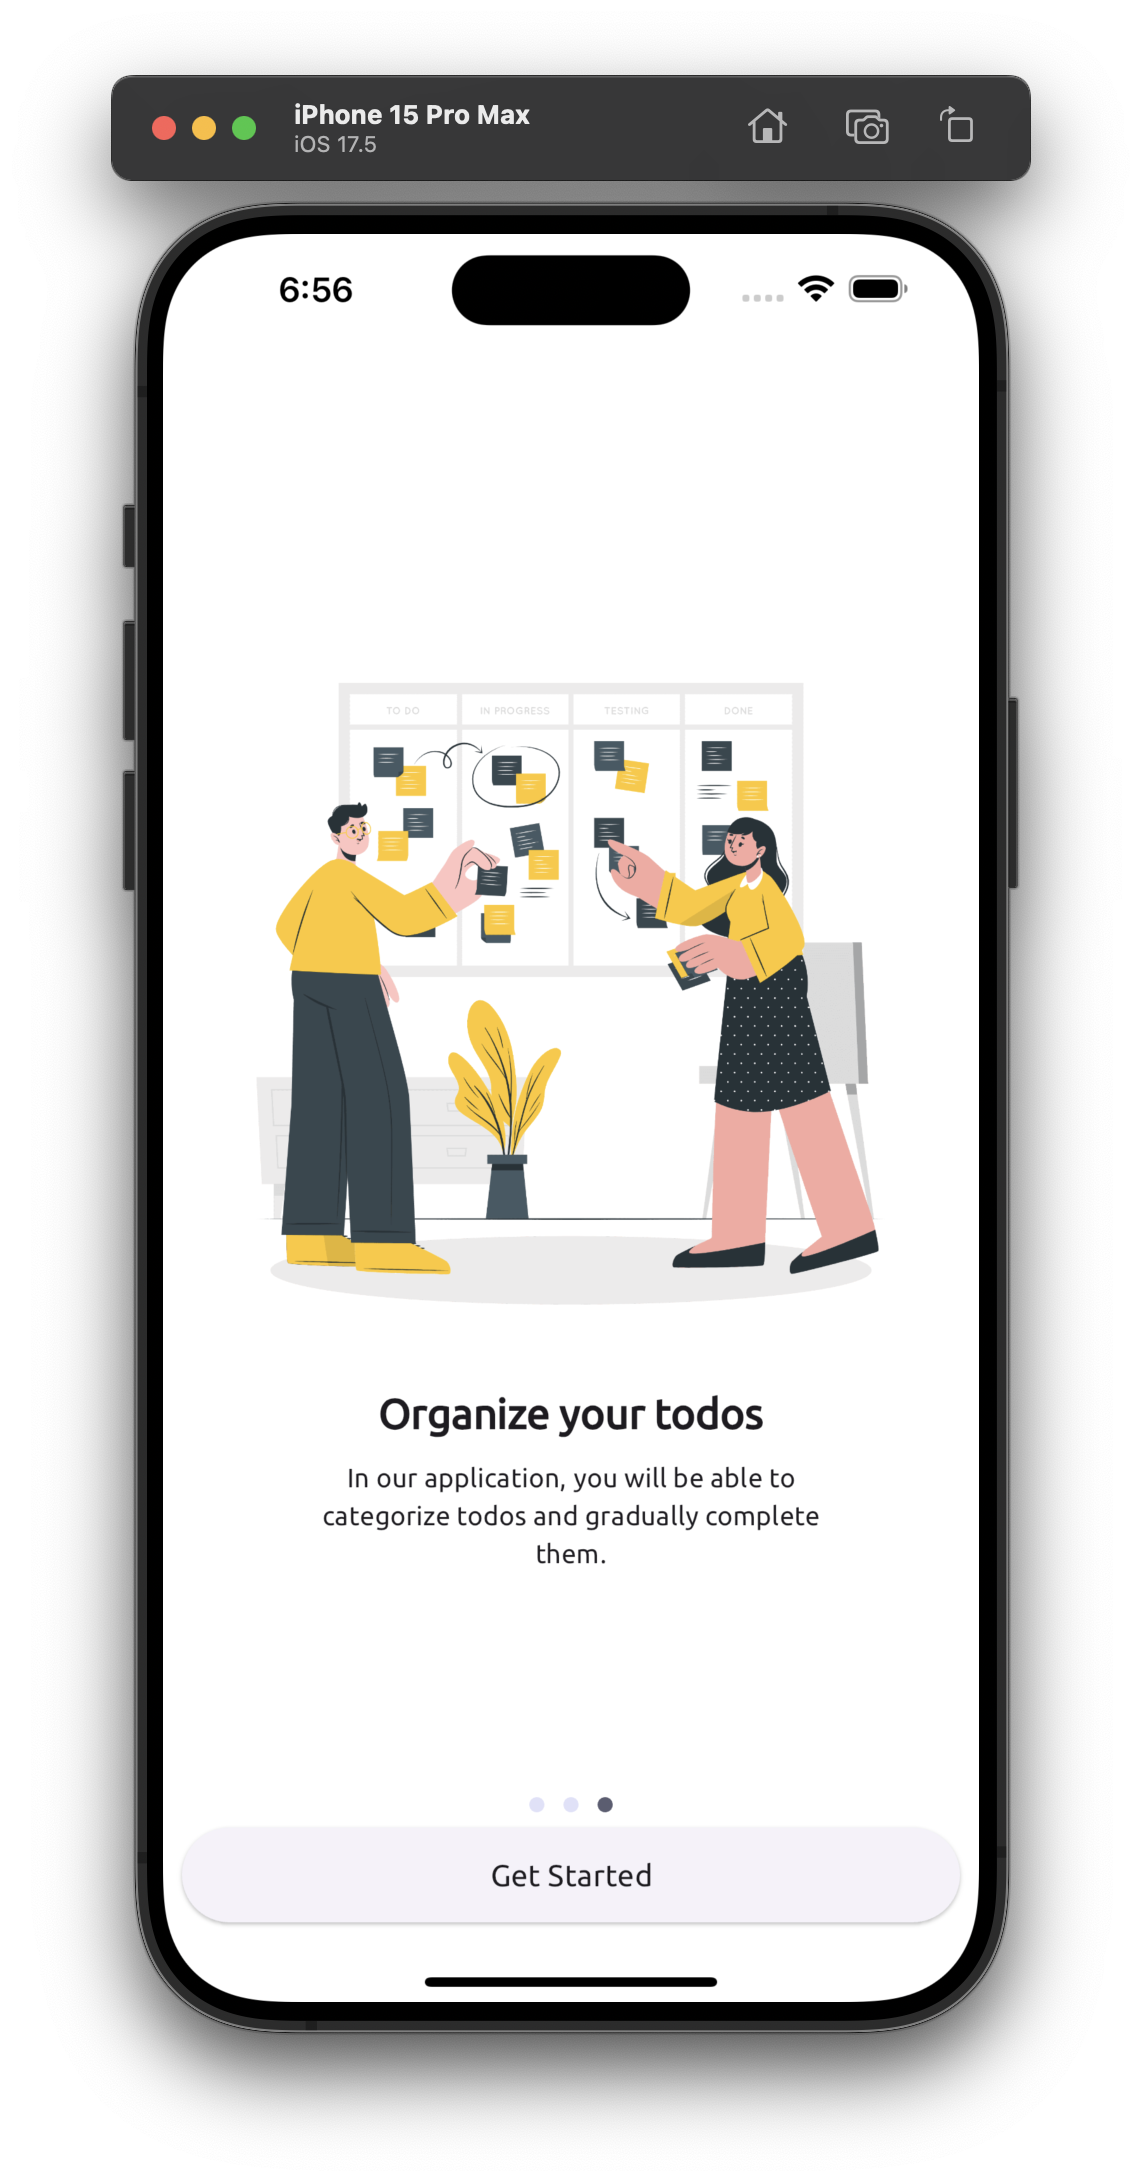 iPhone 15 Pro Max
iOS 17.5
6:56
TO DO
IN PROGRESS
TESTING
DONE
Organize your todos
In our application, you will be able to
categorize todos and gradually complete
them.
Get Started